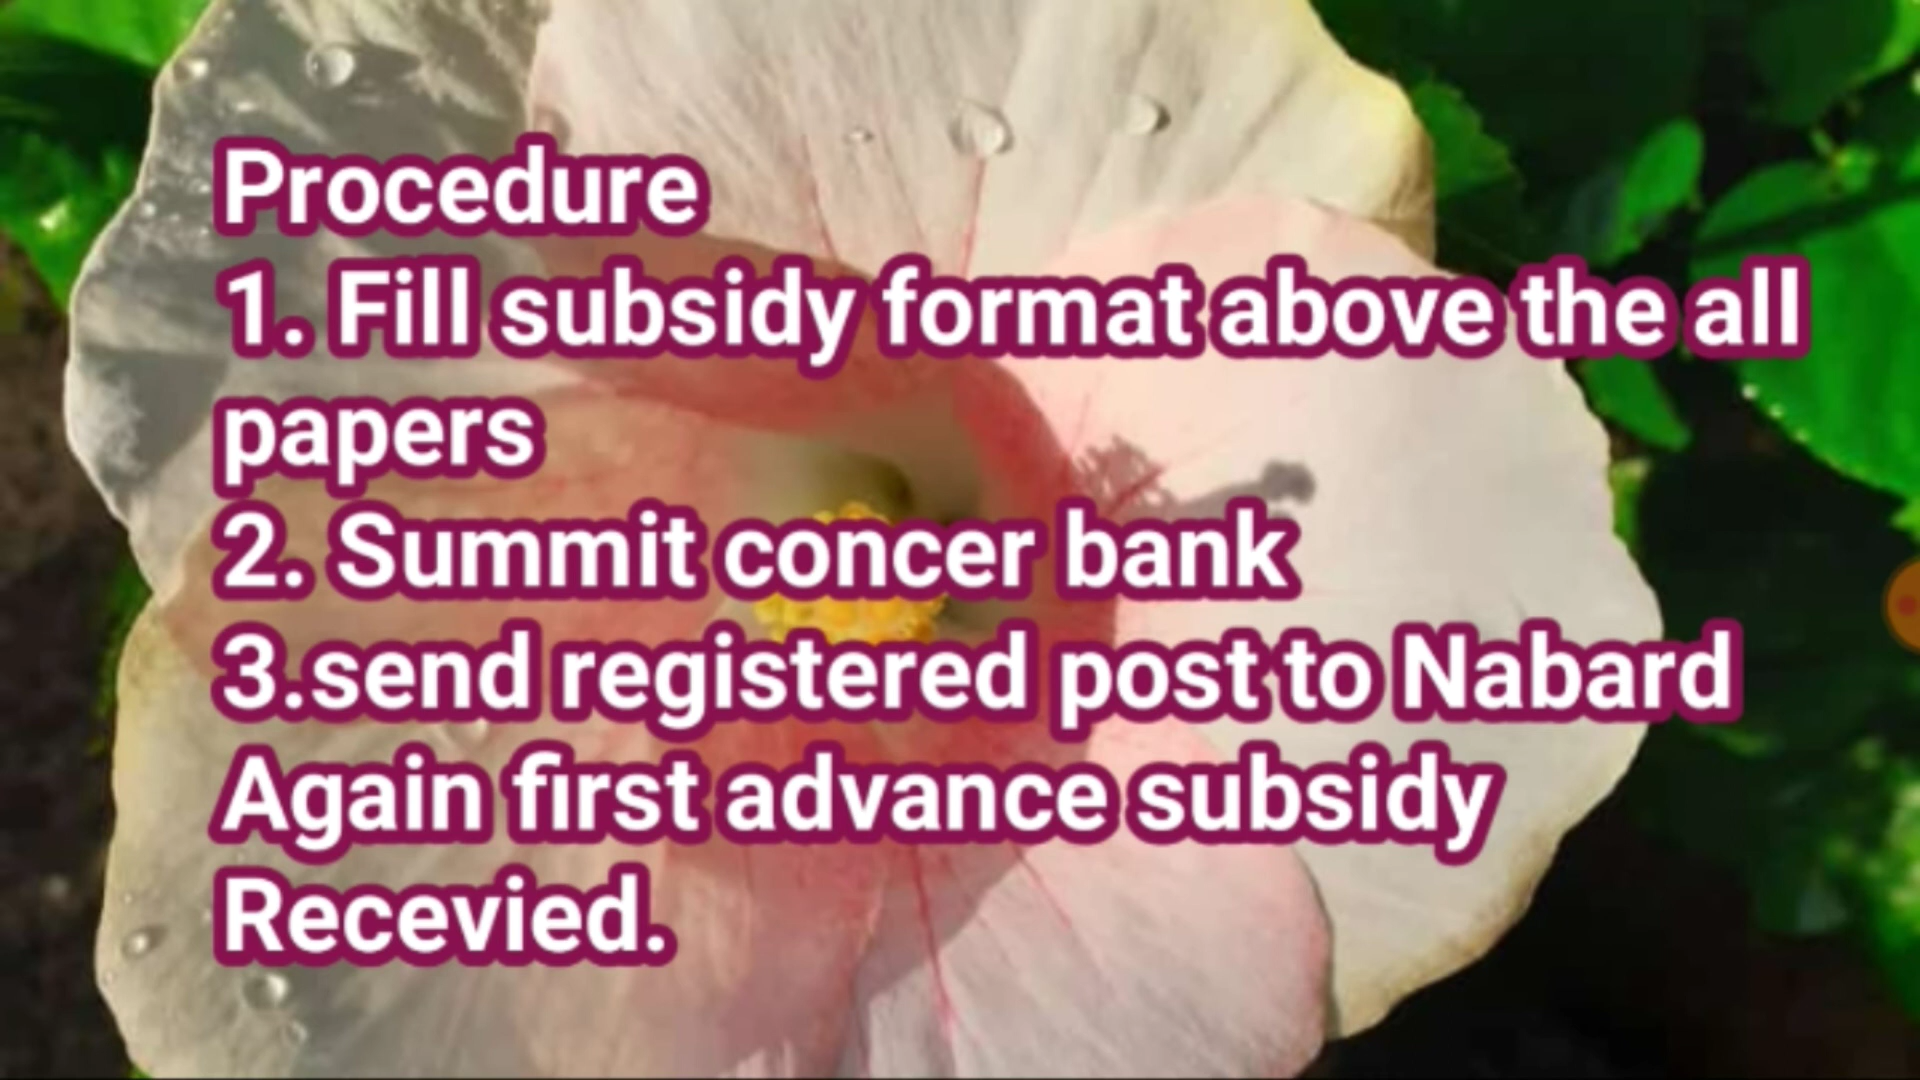 Procedure
1. Fill subsidy format above the all
papers
2. Summit concer bank
3.send registered post to Nabard
Again first advance subsidy
Recevied.